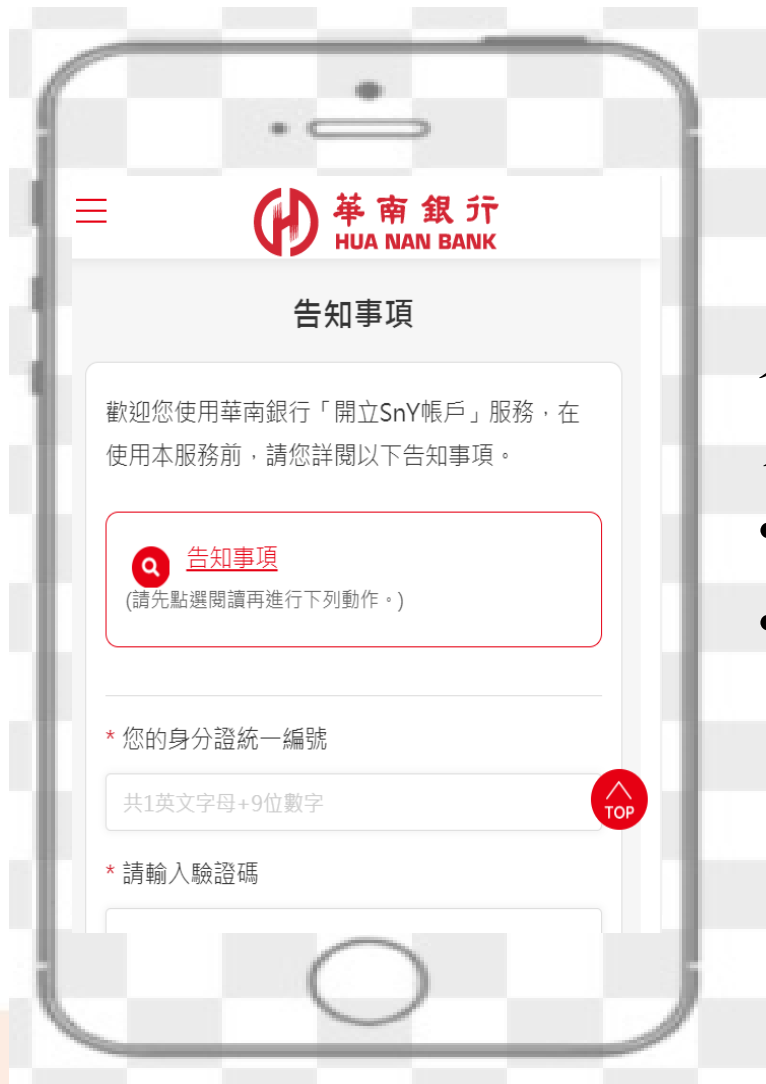 華南銀行
HUA NAN BANK
告知事項
歡迎您使用華南銀行「開立SnY帳戶」服務，在
使用本服務前，請您詳閱以下告知事項。
告知事項
(請先點選閱讀再進行下列動作。)
* 您的身分證統一編號
共1英文字母+9位數字
TOP
* 請輸入驗證碼